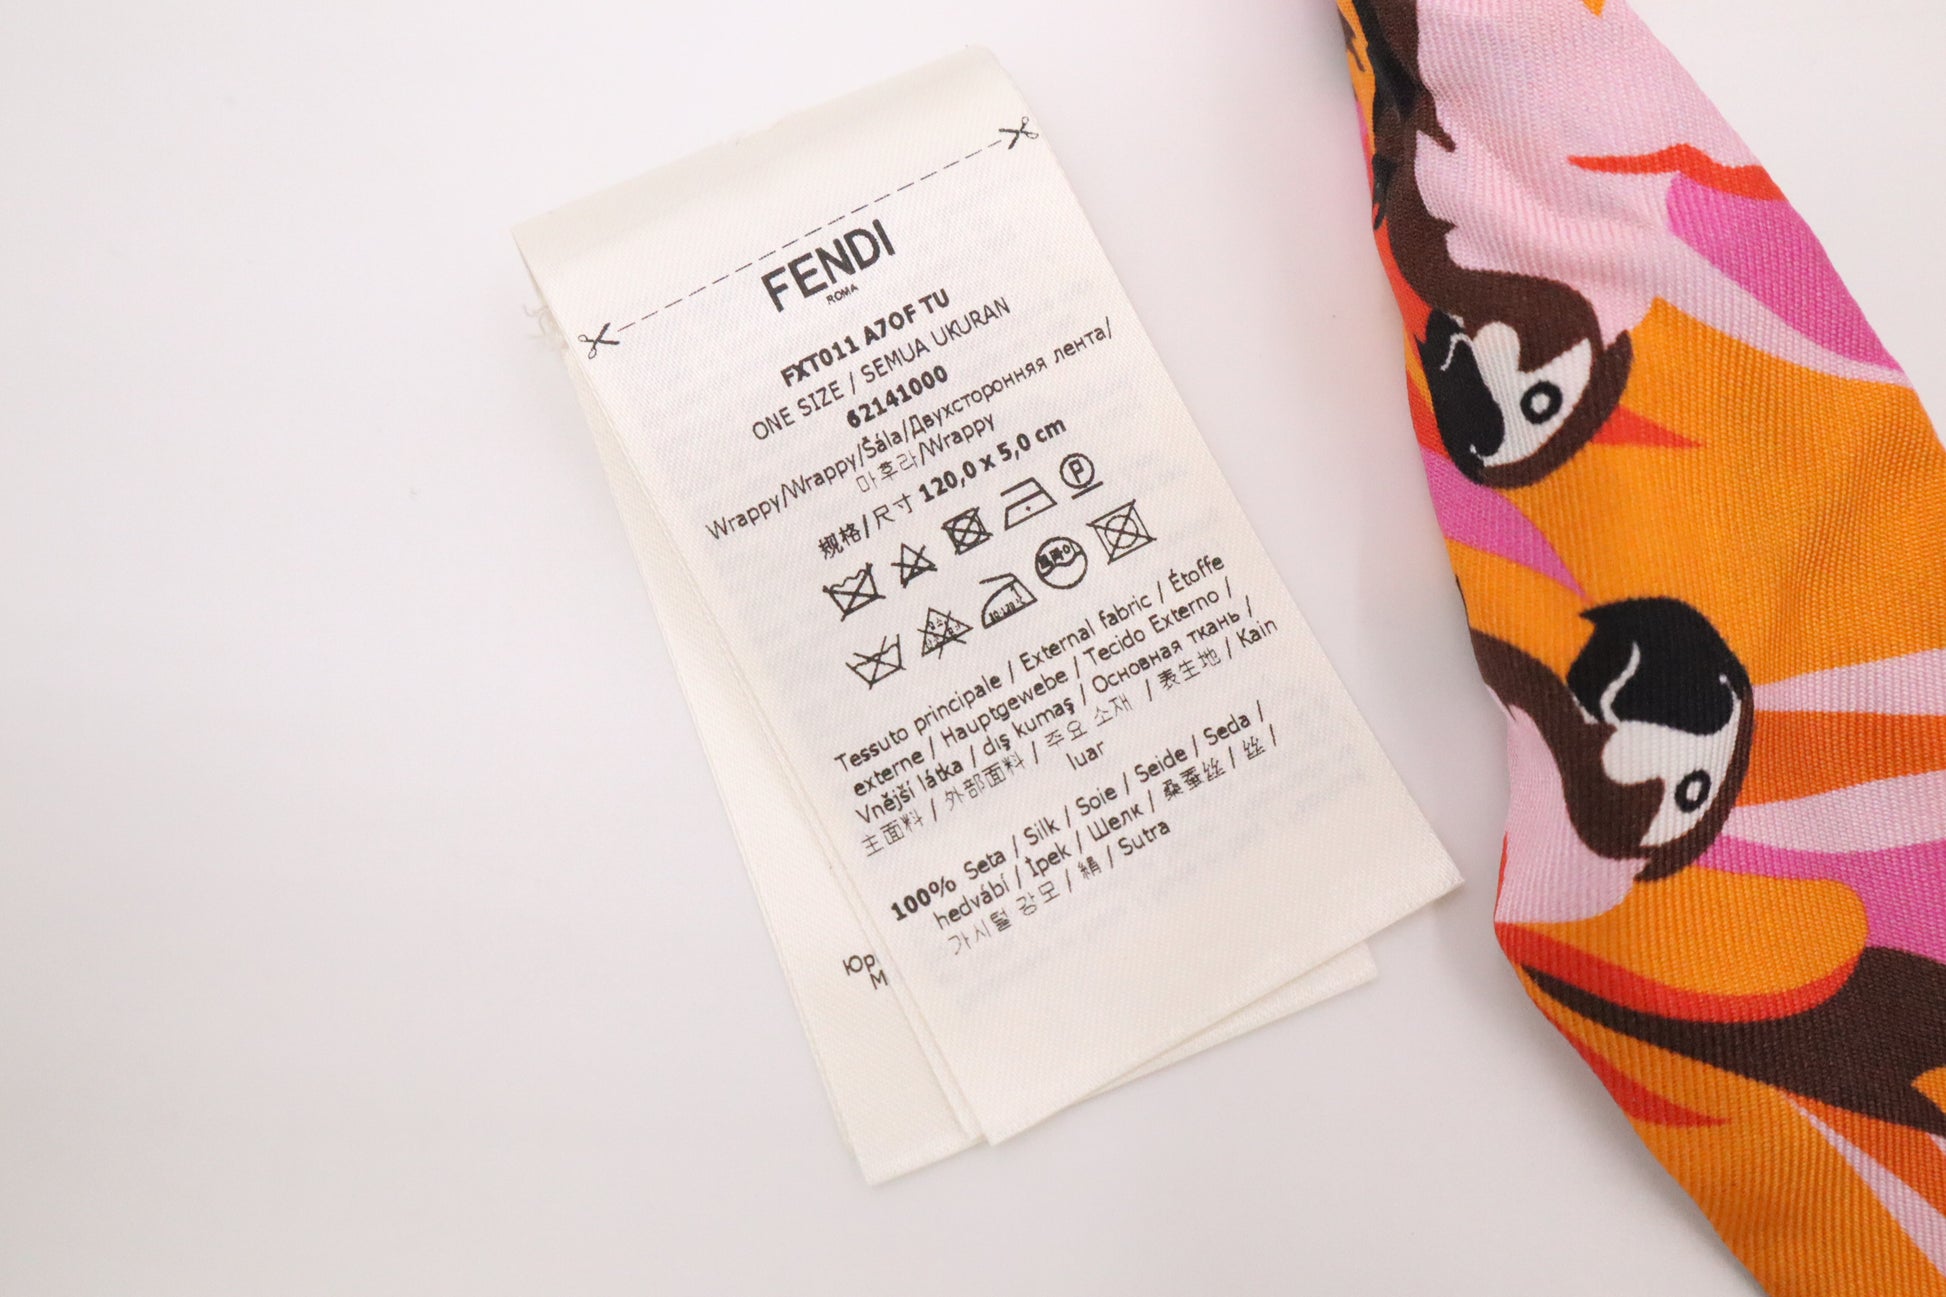 FENDI
ROMA
FXT011 A7OF TU
ONE SIZE / SEMUA UKURAN
62141000
Wrappy/Wrappy/Šála/Двухсторонняя лента/
마후라/Wrappy
规格/尺寸 120,0 x 5,0 cm
P
Tessuto principale / External fabric / Étoffe
externe / Hauptgewebe / Tecido Externo /
Vnější látka / dış kumaş / Основная ткань /
主面料 / 外部面料 / 주요 소재 / 表生地 / Kain
luar
100% Seta / Silk / Soie / Seide / Seda /
hedvábí / İpek / Шелк / 桑蚕丝 / 丝 /
가시털 강모 / 絹 / Sutra
Юр
М